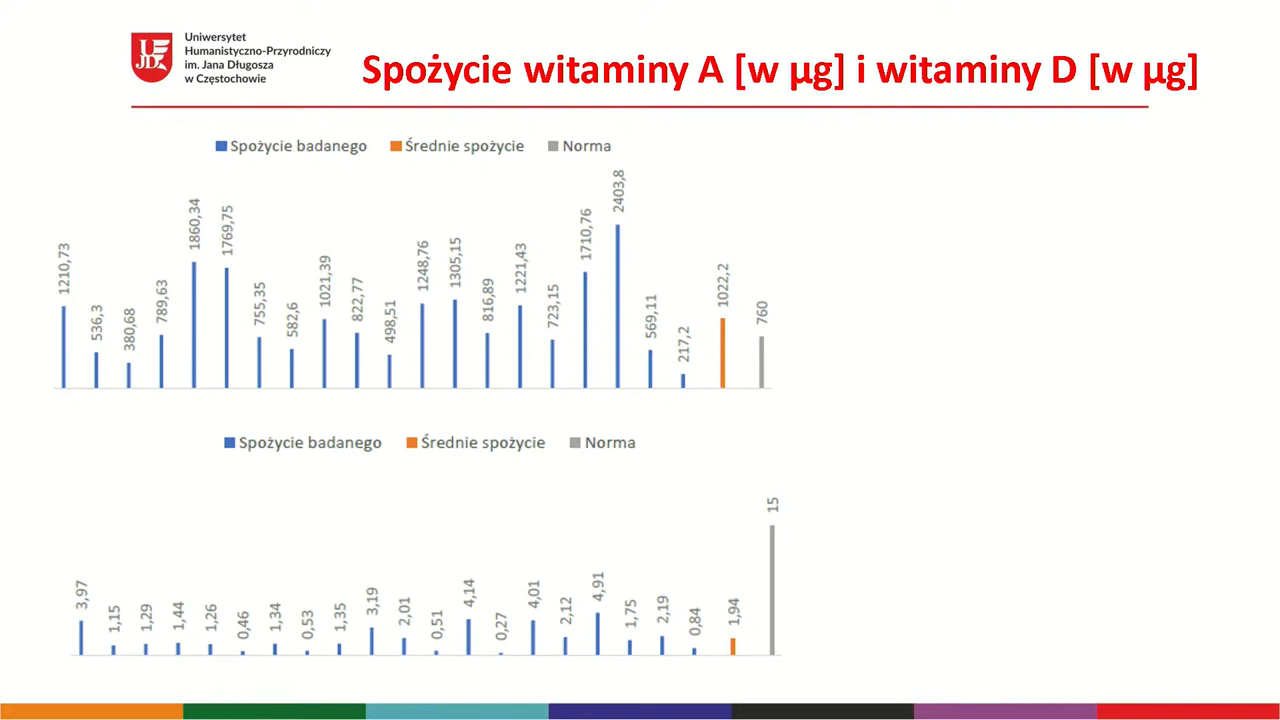 Uniwersytet
Humanistyczno-Przyrodniczy
im. Jana Długosza
w Częstochowie
UJD
Spożycie witaminy A [w µg] i witaminy D [w µg]
Spożycie badanego Średnie spożycie Norma
1210,73 536,3 380,68 789,63 1860,34 1769,75 755,35 582,6 1021,39 822,77 498,51 1248,76 1305,15 816,89 1221,43 723,15 1710,76 2403,8 569,11 217,2 1022,2 760
Spożycie badanego Średnie spożycie Norma
3,97 1,15 1,29 1,44 1,26 0,46 1,34 0,53 1,35 3,19 2,01 0,51 4,14 0,27 4,01 2,12 4,91 1,75 2,19 0,84 1,94 15